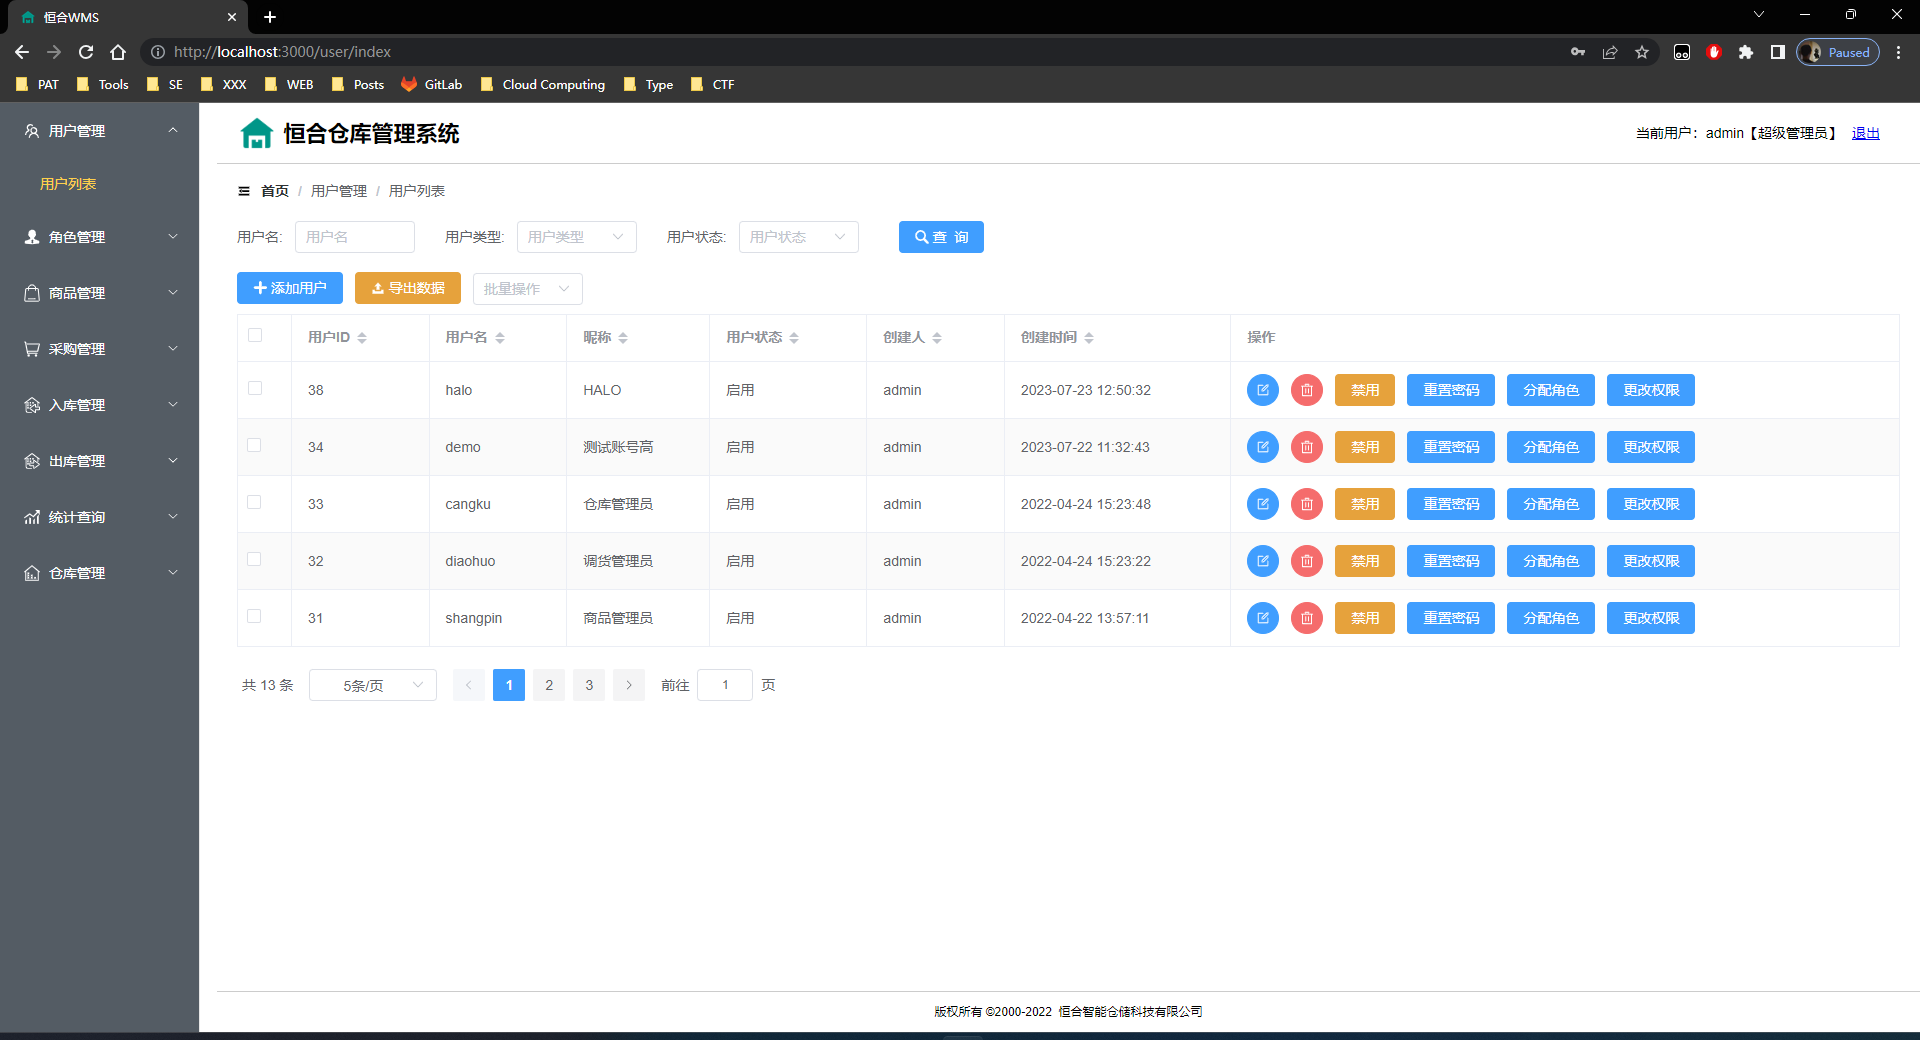 恒合WMS
http://localhost:3000/user/index
Paused
PAT Tools SE XXX WEB Posts GitLab Cloud Computing Type CTF
用户管理
用户列表
角色管理
商品管理
采购管理
入库管理
出库管理
统计查询
仓库管理
恒合仓库管理系统
当前用户：admin【超级管理员】 退出
首页 / 用户管理 / 用户列表
用户名: 用户名 用户类型: 用户类型 用户状态: 用户状态 查 询
添加用户 导出数据 批量操作
用户ID 用户名 昵称 用户状态 创建人 创建时间 操作
38 halo HALO 启用 admin 2023-07-23 12:50:32 禁用 重置密码 分配角色 更改权限
34 demo 测试账号高 启用 admin 2023-07-22 11:32:43 禁用 重置密码 分配角色 更改权限
33 cangku 仓库管理员 启用 admin 2022-04-24 15:23:48 禁用 重置密码 分配角色 更改权限
32 diaohuo 调货管理员 启用 admin 2022-04-24 15:23:22 禁用 重置密码 分配角色 更改权限
31 shangpin 商品管理员 启用 admin 2022-04-22 13:57:11 禁用 重置密码 分配角色 更改权限
共 13 条 5条/页 1 2 3 前往 1 页
版权所有 ©2000-2022 恒合智能仓储科技有限公司